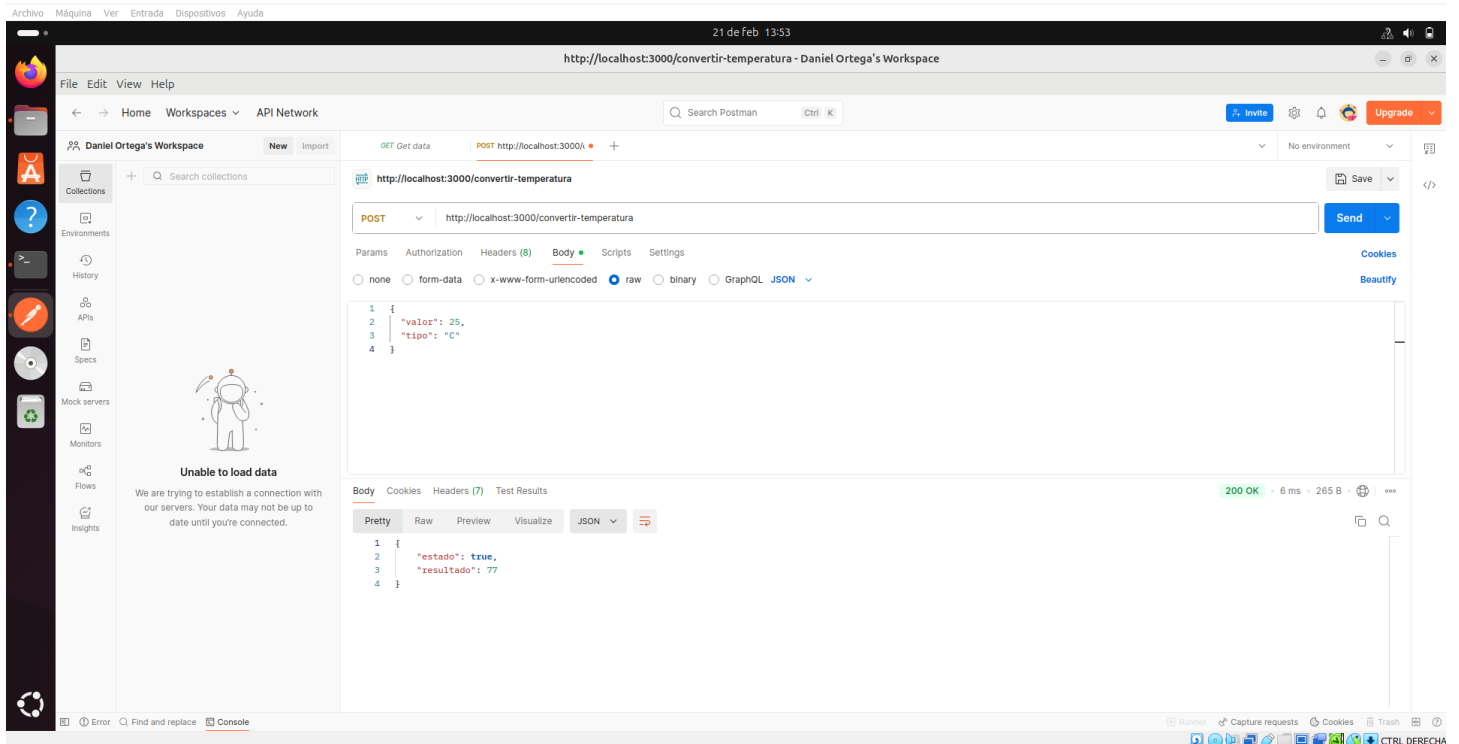 Archivo Máquina Ver Entrada Dispositivos Ayuda
21 de feb 13:53
http://localhost:3000/convertir-temperatura - Daniel Ortega's Workspace
File Edit View Help
Home Workspaces API Network
Search Postman Ctrl K
Invite
Upgrade
Daniel Ortega's Workspace
New Import
GET Get data
POST http://localhost:3000/
No environment
Collections
Search collections
HTTP http://localhost:3000/convertir-temperatura
Save
Environments
POST http://localhost:3000/convertir-temperatura
Send
History
Params Authorization Headers (8) Body Scripts Settings
Cookies
none form-data x-www-form-urlencoded raw binary GraphQL JSON
Beautify
APIs
Specs
Mock servers
Monitors
Flows
Insights
1 {
2 "valor": 25,
3 "tipo": "C"
4 }
Unable to load data
We are trying to establish a connection with
our servers. Your data may not be up to
date until you're connected.
Body Cookies Headers (7) Test Results
200 OK 6 ms 265 B
Pretty Raw Preview Visualize JSON
1 {
2 "estado": true,
3 "resultado": 77
4 }
Error Find and replace Console
Runner Capture requests Cookies Trash
CTRL DERECHA